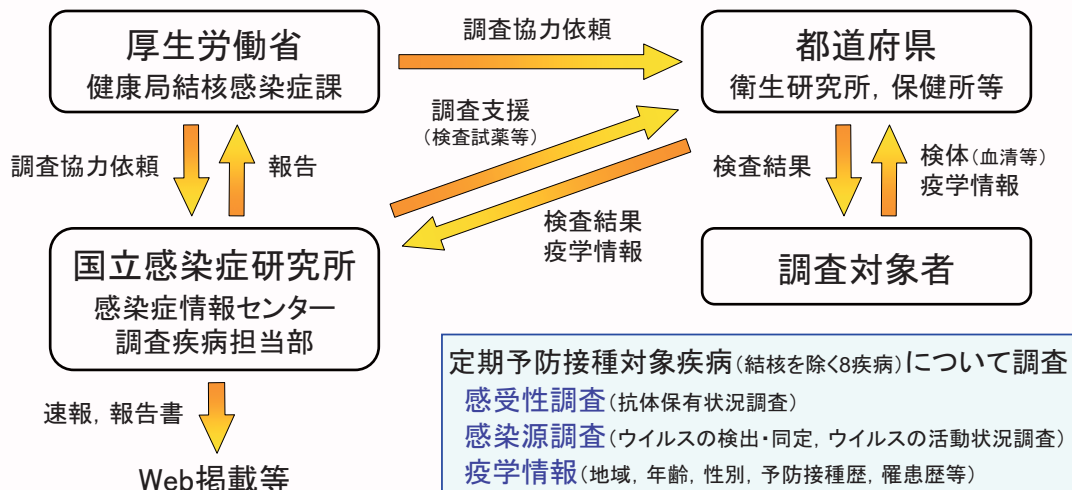 厚生労働省
健康局結核感染症課
調査協力依頼
都道府県
衛生研究所, 保健所等
調査支援
(検査試薬等)
調査協力依頼
報告
検査結果
検体(血清等)
疫学情報
検査結果
疫学情報
国立感染症研究所
感染症情報センター
調査疾病担当部
調査対象者
定期予防接種対象疾病(結核を除く8疾病)について調査
感受性調査(抗体保有状況調査)
感染源調査(ウイルスの検出・同定, ウイルスの活動状況調査)
疫学情報(地域, 年齢, 性別, 予防接種歴, 罹患歴等)
速報, 報告書
Web掲載等